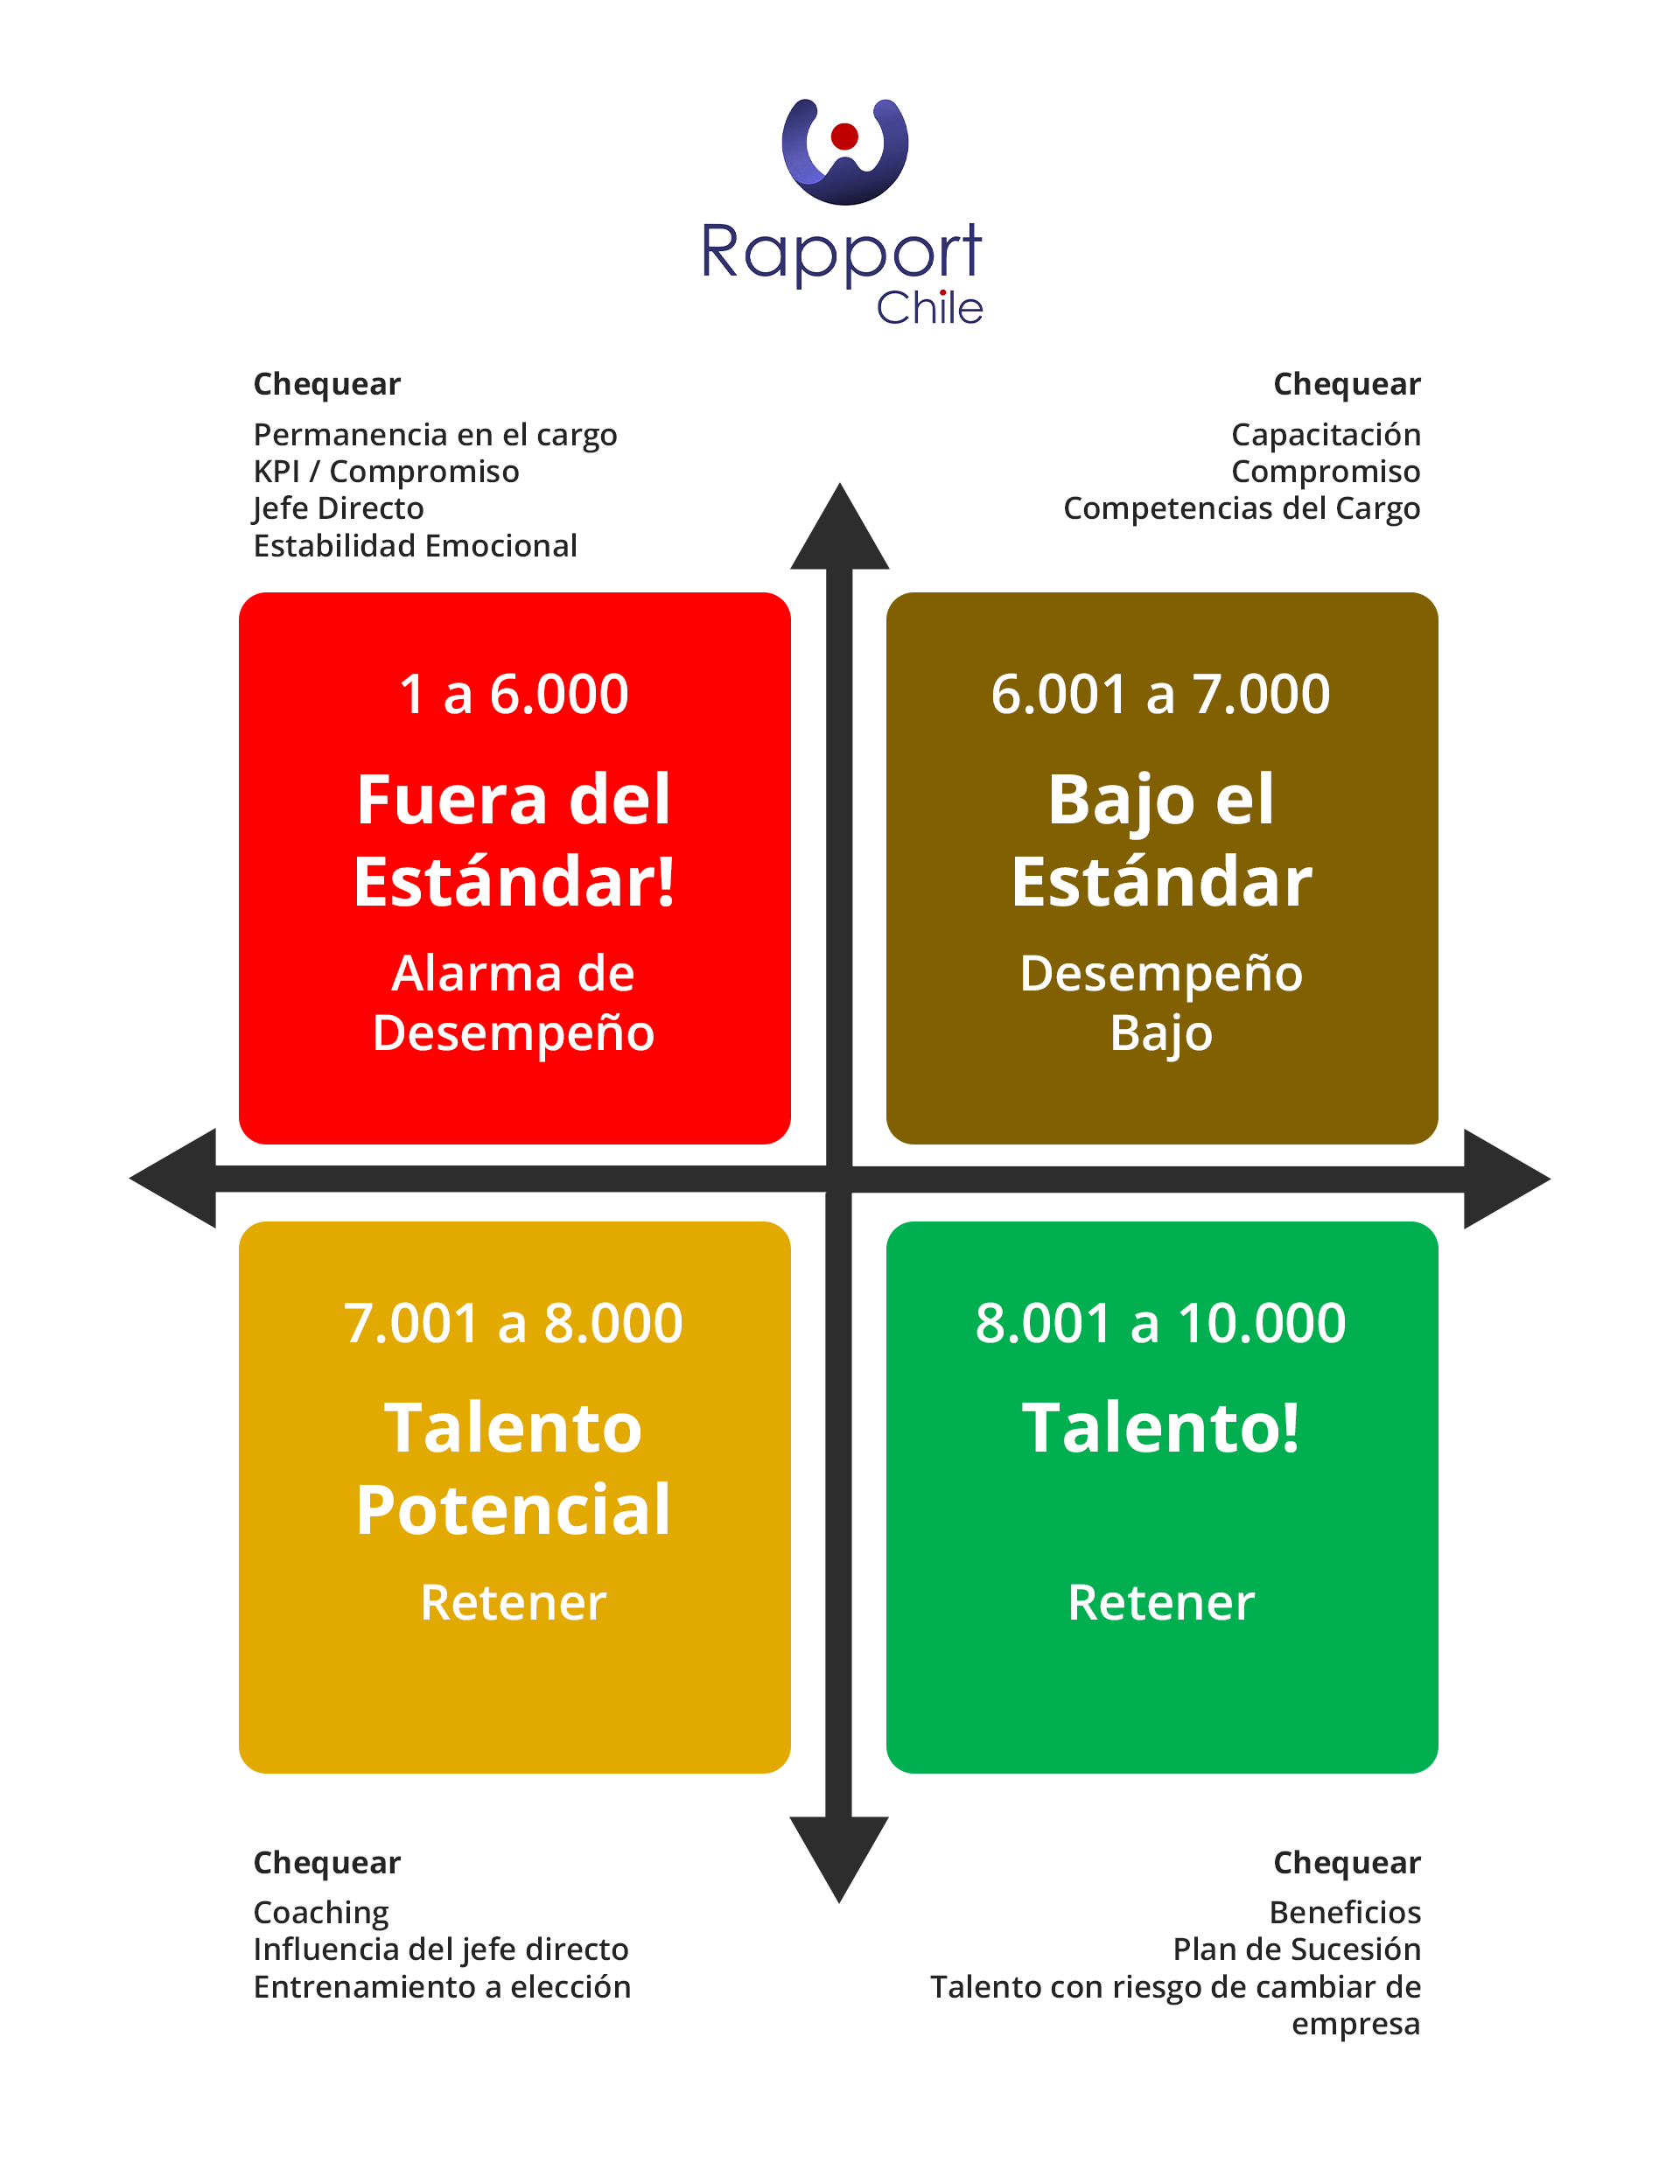 Rapport
Chile
Chequear
Permanencia en el cargo
KPI / Compromiso
Jefe Directo
Estabilidad Emocional
Chequear
Capacitación
Compromiso
Competencias del Cargo
1 a 6.000
Fuera del
Estándar!
Alarma de
Desempeño
6.001 a 7.000
Bajo el
Estándar
Desempeño
Bajo
7.001 a 8.000
Talento
Potencial
Retener
8.001 a 10.000
Talento!
Retener
Chequear
Coaching
Influencia del jefe directo
Entrenamiento a elección
Chequear
Beneficios
Plan de Sucesión
Talento con riesgo de cambiar de
empresa